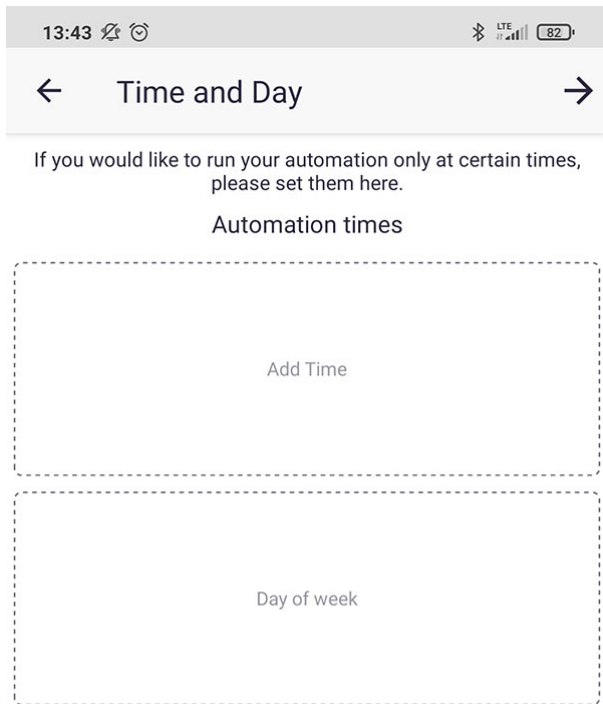 13:43 LTE 82
Time and Day
If you would like to run your automation only at certain times,
please set them here.
Automation times
Add Time
Day of week